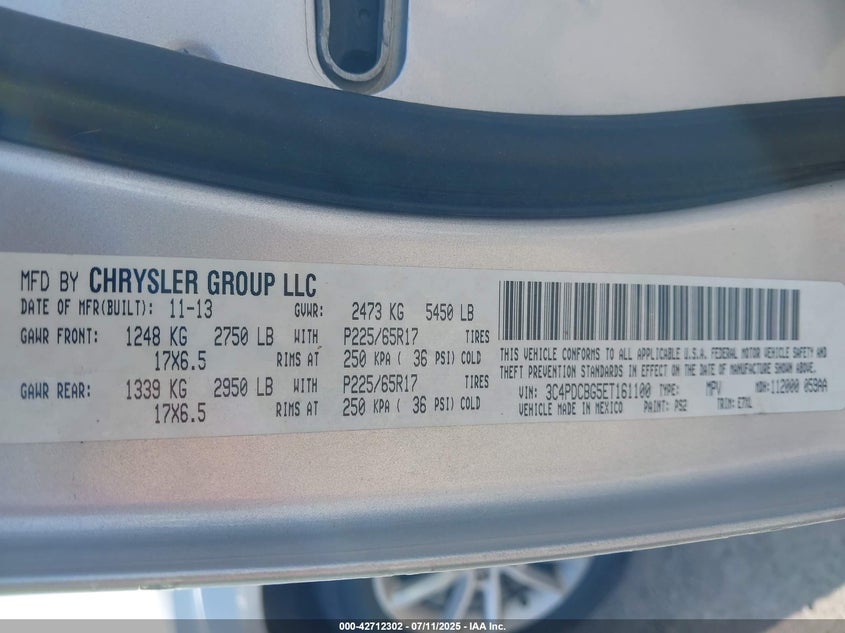 MFD BY CHRYSLER GROUP LLC
DATE OF MFR(BUILT): 11-13 GVWR: 2473 KG 5450 LB
GAWR FRONT: 1248 KG 2750 LB WITH P225/65R17 TIRES
17X6.5 RIMS AT 250 KPA ( 36 PSI) COLD
GAWR REAR: 1339 KG 2950 LB WITH P225/65R17 TIRES
17X6.5 RIMS AT 250 KPA ( 36 PSI) COLD
THIS VEHICLE CONFORMS TO ALL APPLICABLE U.S.A. FEDERAL MOTOR VEHICLE SAFETY AND
THEFT PREVENTION STANDARDS IN EFFECT ON THE DATE OF MANUFACTURE SHOWN ABOVE.
VIN: 3C4PDCBG5ET161100 TYPE: MPV MDH:112000 059AA
VEHICLE MADE IN MEXICO PAINT: PS2 TRIM: E7XL
000-42712302 - 07/11/2025 - IAA Inc.